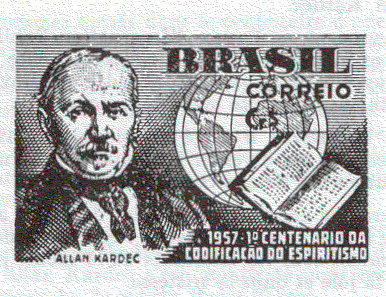 BRASIL
CORREIO
ALLAN KARDEC
1957-1º CENTENARIO DA
CODIFICAÇÃO DO ESPIRITISMO